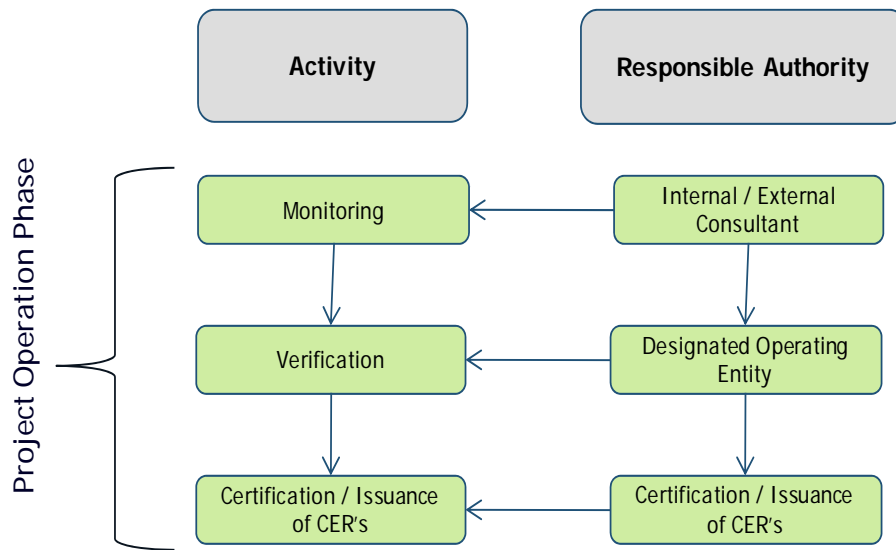 Activity
Responsible Authority
Project Operation Phase
Monitoring
Internal / External
Consultant
Verification
Designated Operating
Entity
Certification / Issuance
of CER's
Certification / Issuance
of CER's